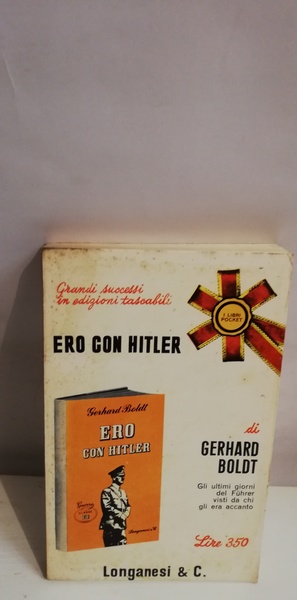 Grandi successi
in edizioni tascabili
I LIBRI
POCKET
ERO CON HITLER
Gerhard Boldt
ERO
CON HITLER
Longanesi & C.
di
GERHARD
BOLDT
Gli ultimi giorni
del Führer
visti da chi
gli era accanto
Lire 350
Longanesi & C.